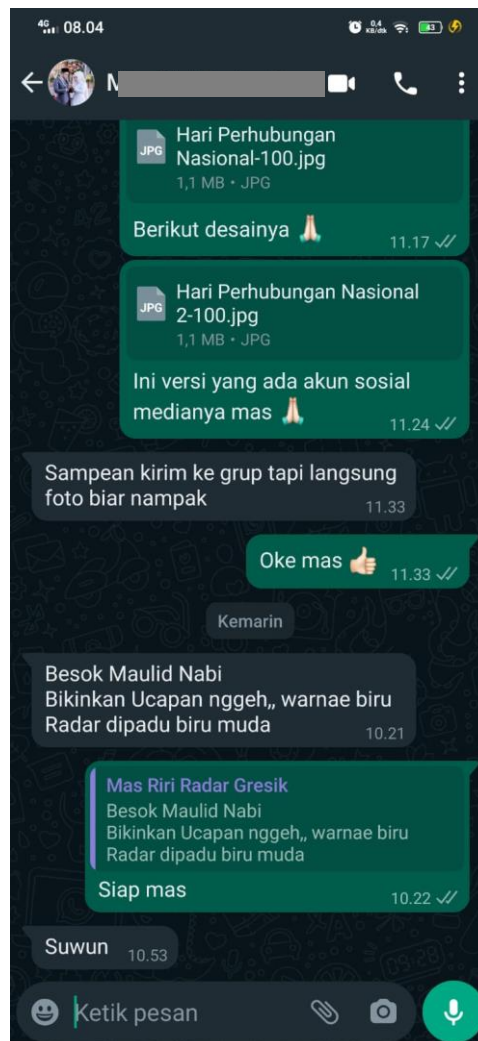 4G 08.04
0,4
KB/dtk
43
M
JPG
Hari Perhubungan
Nasional-100.jpg
1,1 MB • JPG
Berikut desainya 🙏🏻
11.17
JPG
Hari Perhubungan Nasional
2-100.jpg
1,1 MB • JPG
Ini versi yang ada akun sosial
medianya mas 🙏🏻
11.24
Sampean kirim ke grup tapi langsung
foto biar nampak
11.33
Oke mas 👍🏻
11.33
Kemarin
Besok Maulid Nabi
Bikinkan Ucapan nggeh,, warnae biru
Radar dipadu biru muda
10.21
Mas Riri Radar Gresik
Besok Maulid Nabi
Bikinkan Ucapan nggeh,, warnae biru
Radar dipadu biru muda
Siap mas
10.22
Suwun
10.53
Ketik pesan